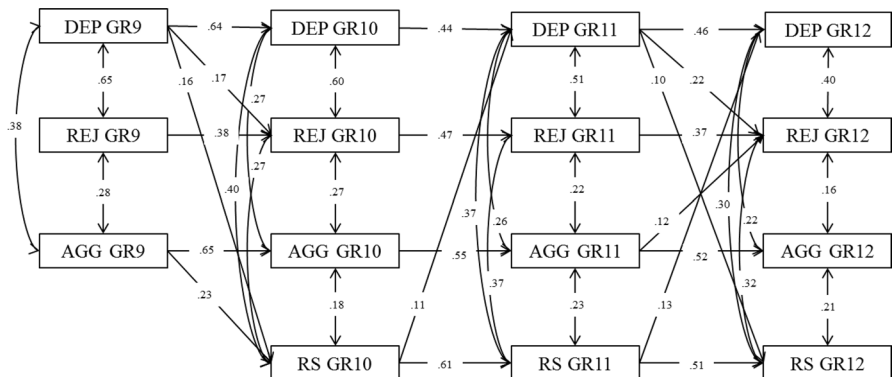 DEP GR9 .64 DEP GR10 .44 DEP GR11 .46 DEP GR12
.65 .17 .16 .60 .51 .10 .22 .40
.27
.38 REJ GR9 .38 REJ GR10 .47 REJ GR11 .37 REJ GR12
.27
.28 .40 .27 .22 .16
.37 .26 .12 .30 .22
AGG GR9 .65 AGG GR10 .55 AGG GR11 .52 AGG GR12
.23 .18 .11 .37 .23 .13 .32 .21
RS GR10 .61 RS GR11 .51 RS GR12